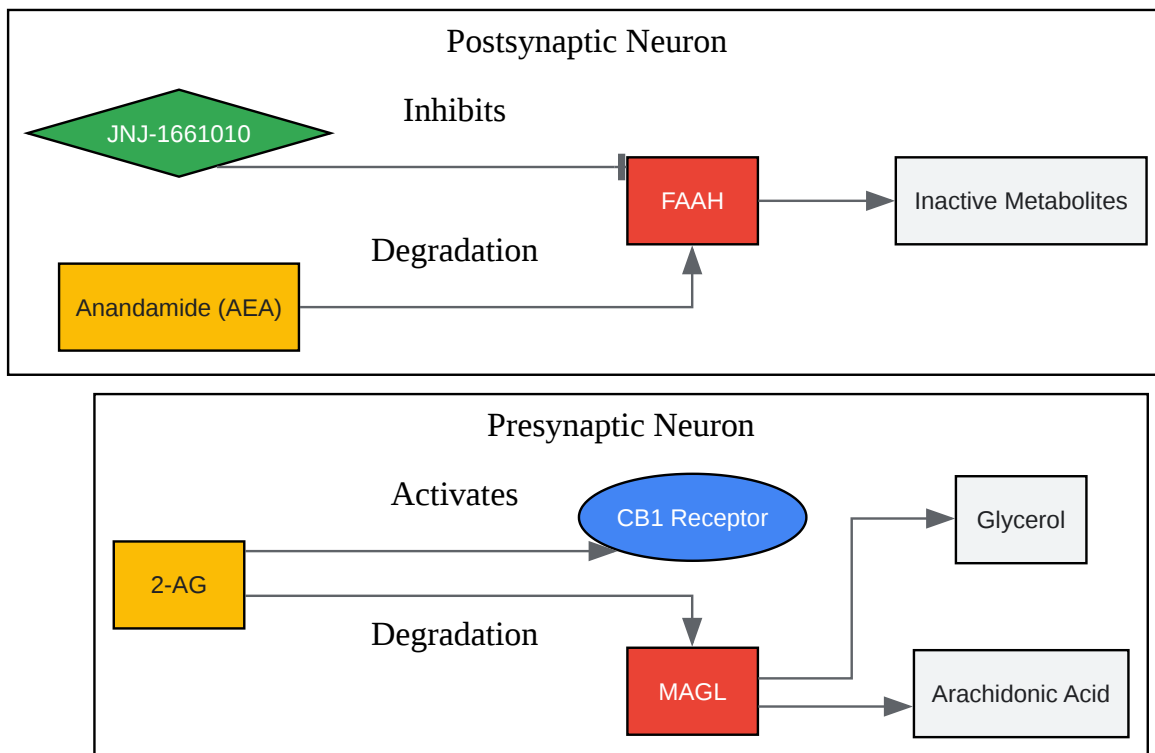 Postsynaptic Neuron
JNJ-1661010
Inhibits
FAAH
Inactive Metabolites
Degradation
Anandamide (AEA)
Presynaptic Neuron
Activates
CB1 Receptor
Glycerol
2-AG
Degradation
MAGL
Arachidonic Acid